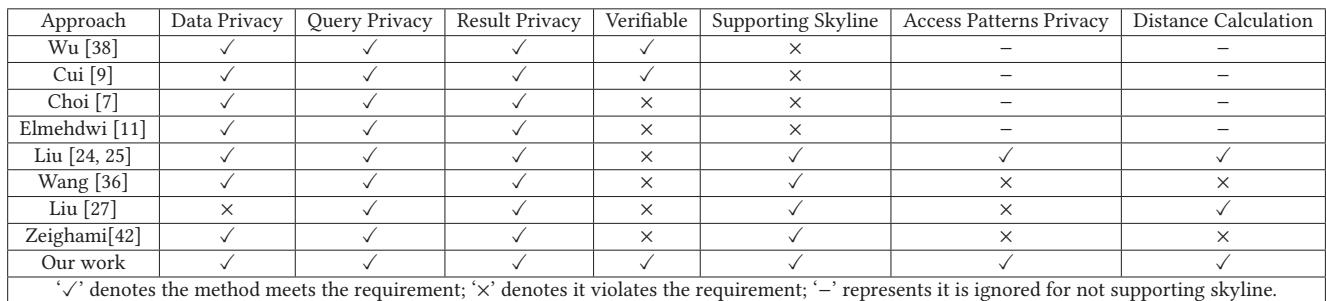 Approach Data Privacy Query Privacy Result Privacy Verifiable Supporting Skyline Access Patterns Privacy Distance Calculation
Wu [38] ✓ ✓ ✓ ✓ × − −
Cui [9] ✓ ✓ ✓ ✓ × − −
Choi [7] ✓ ✓ ✓ × × − −
Elmehdwi [11] ✓ ✓ ✓ × × − −
Liu [24, 25] ✓ ✓ ✓ × ✓ ✓ ✓
Wang [36] ✓ ✓ ✓ × ✓ × ×
Liu [27] × ✓ ✓ × ✓ × ✓
Zeighami[42] ✓ ✓ ✓ × ✓ × ×
Our work ✓ ✓ ✓ ✓ ✓ ✓ ✓
‘✓’ denotes the method meets the requirement; ‘×’ denotes it violates the requirement; ‘−’ represents it is ignored for not supporting skyline.